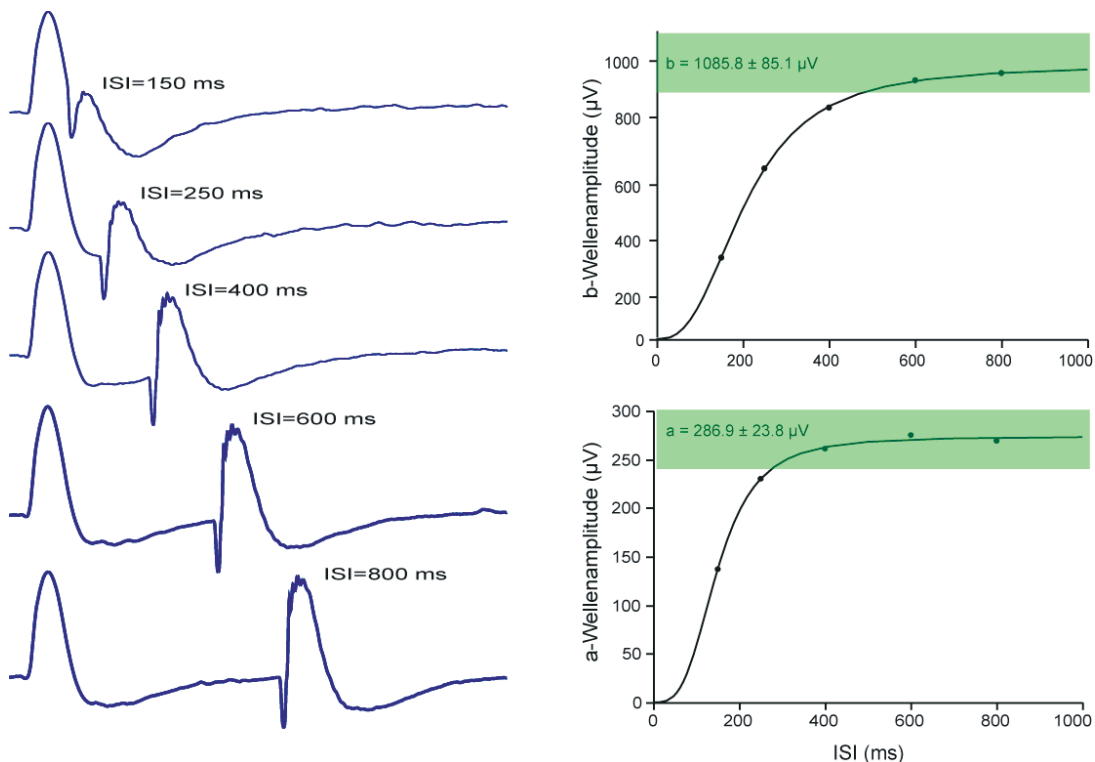 ISI=150 ms
ISI=250 ms
ISI=400 ms
ISI=600 ms
ISI=800 ms
b-Wellenamplitude (µV)
1000
800
600
400
200
0
b = 1085.8 ± 85.1 µV
0 200 400 600 800 1000
a-Wellenamplitude (µV)
300
250
200
150
100
50
0
a = 286.9 ± 23.8 µV
0 200 400 600 800 1000
ISI (ms)